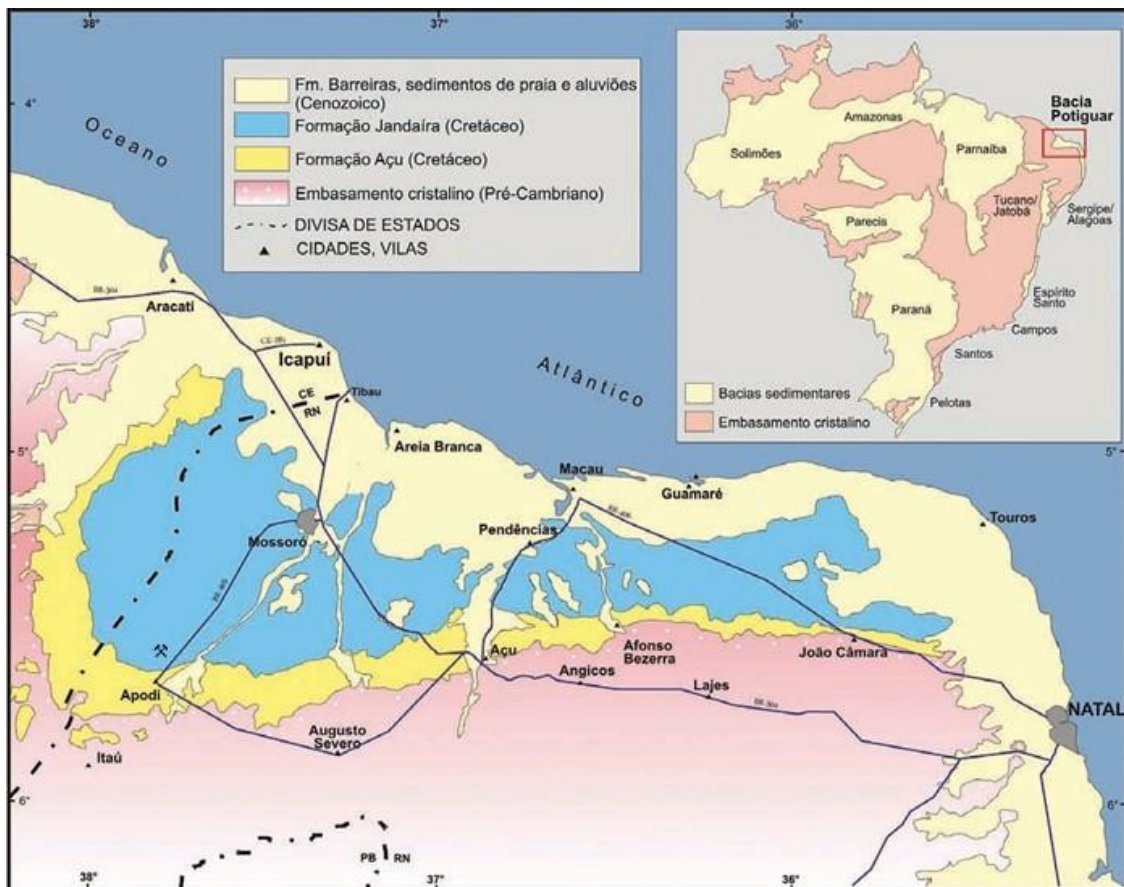 38°
37°
36°
4°
5°
6°
Oceano
Atlântico
Fm. Barreiras, sedimentos de praia e aluviões
(Cenozoico)
Formação Jandaíra (Cretáceo)
Formação Açu (Cretáceo)
Embasamento cristalino (Pré-Cambriano)
DIVISA DE ESTADOS
CIDADES, VILAS
Bacia
Potiguar
Amazonas
Solimões
Parnaíba
Tucano/
Jatobá
Sergipe/
Alagoas
Parecis
Espírito
Santo
Paraná
Campos
Santos
Pelotas
Bacias sedimentares
Embasamento cristalino
Aracati
Icapuí
CE
RN
Tibau
Areia Branca
Macau
Guamaré
Touros
Pendências
Mossoró
Açu
Afonso
Bezerra
João Câmara
Angicos
Lajes
Apodi
Augusto
Severo
NATAL
Itaú
PB
RN
5°
6°
38°
37°
36°